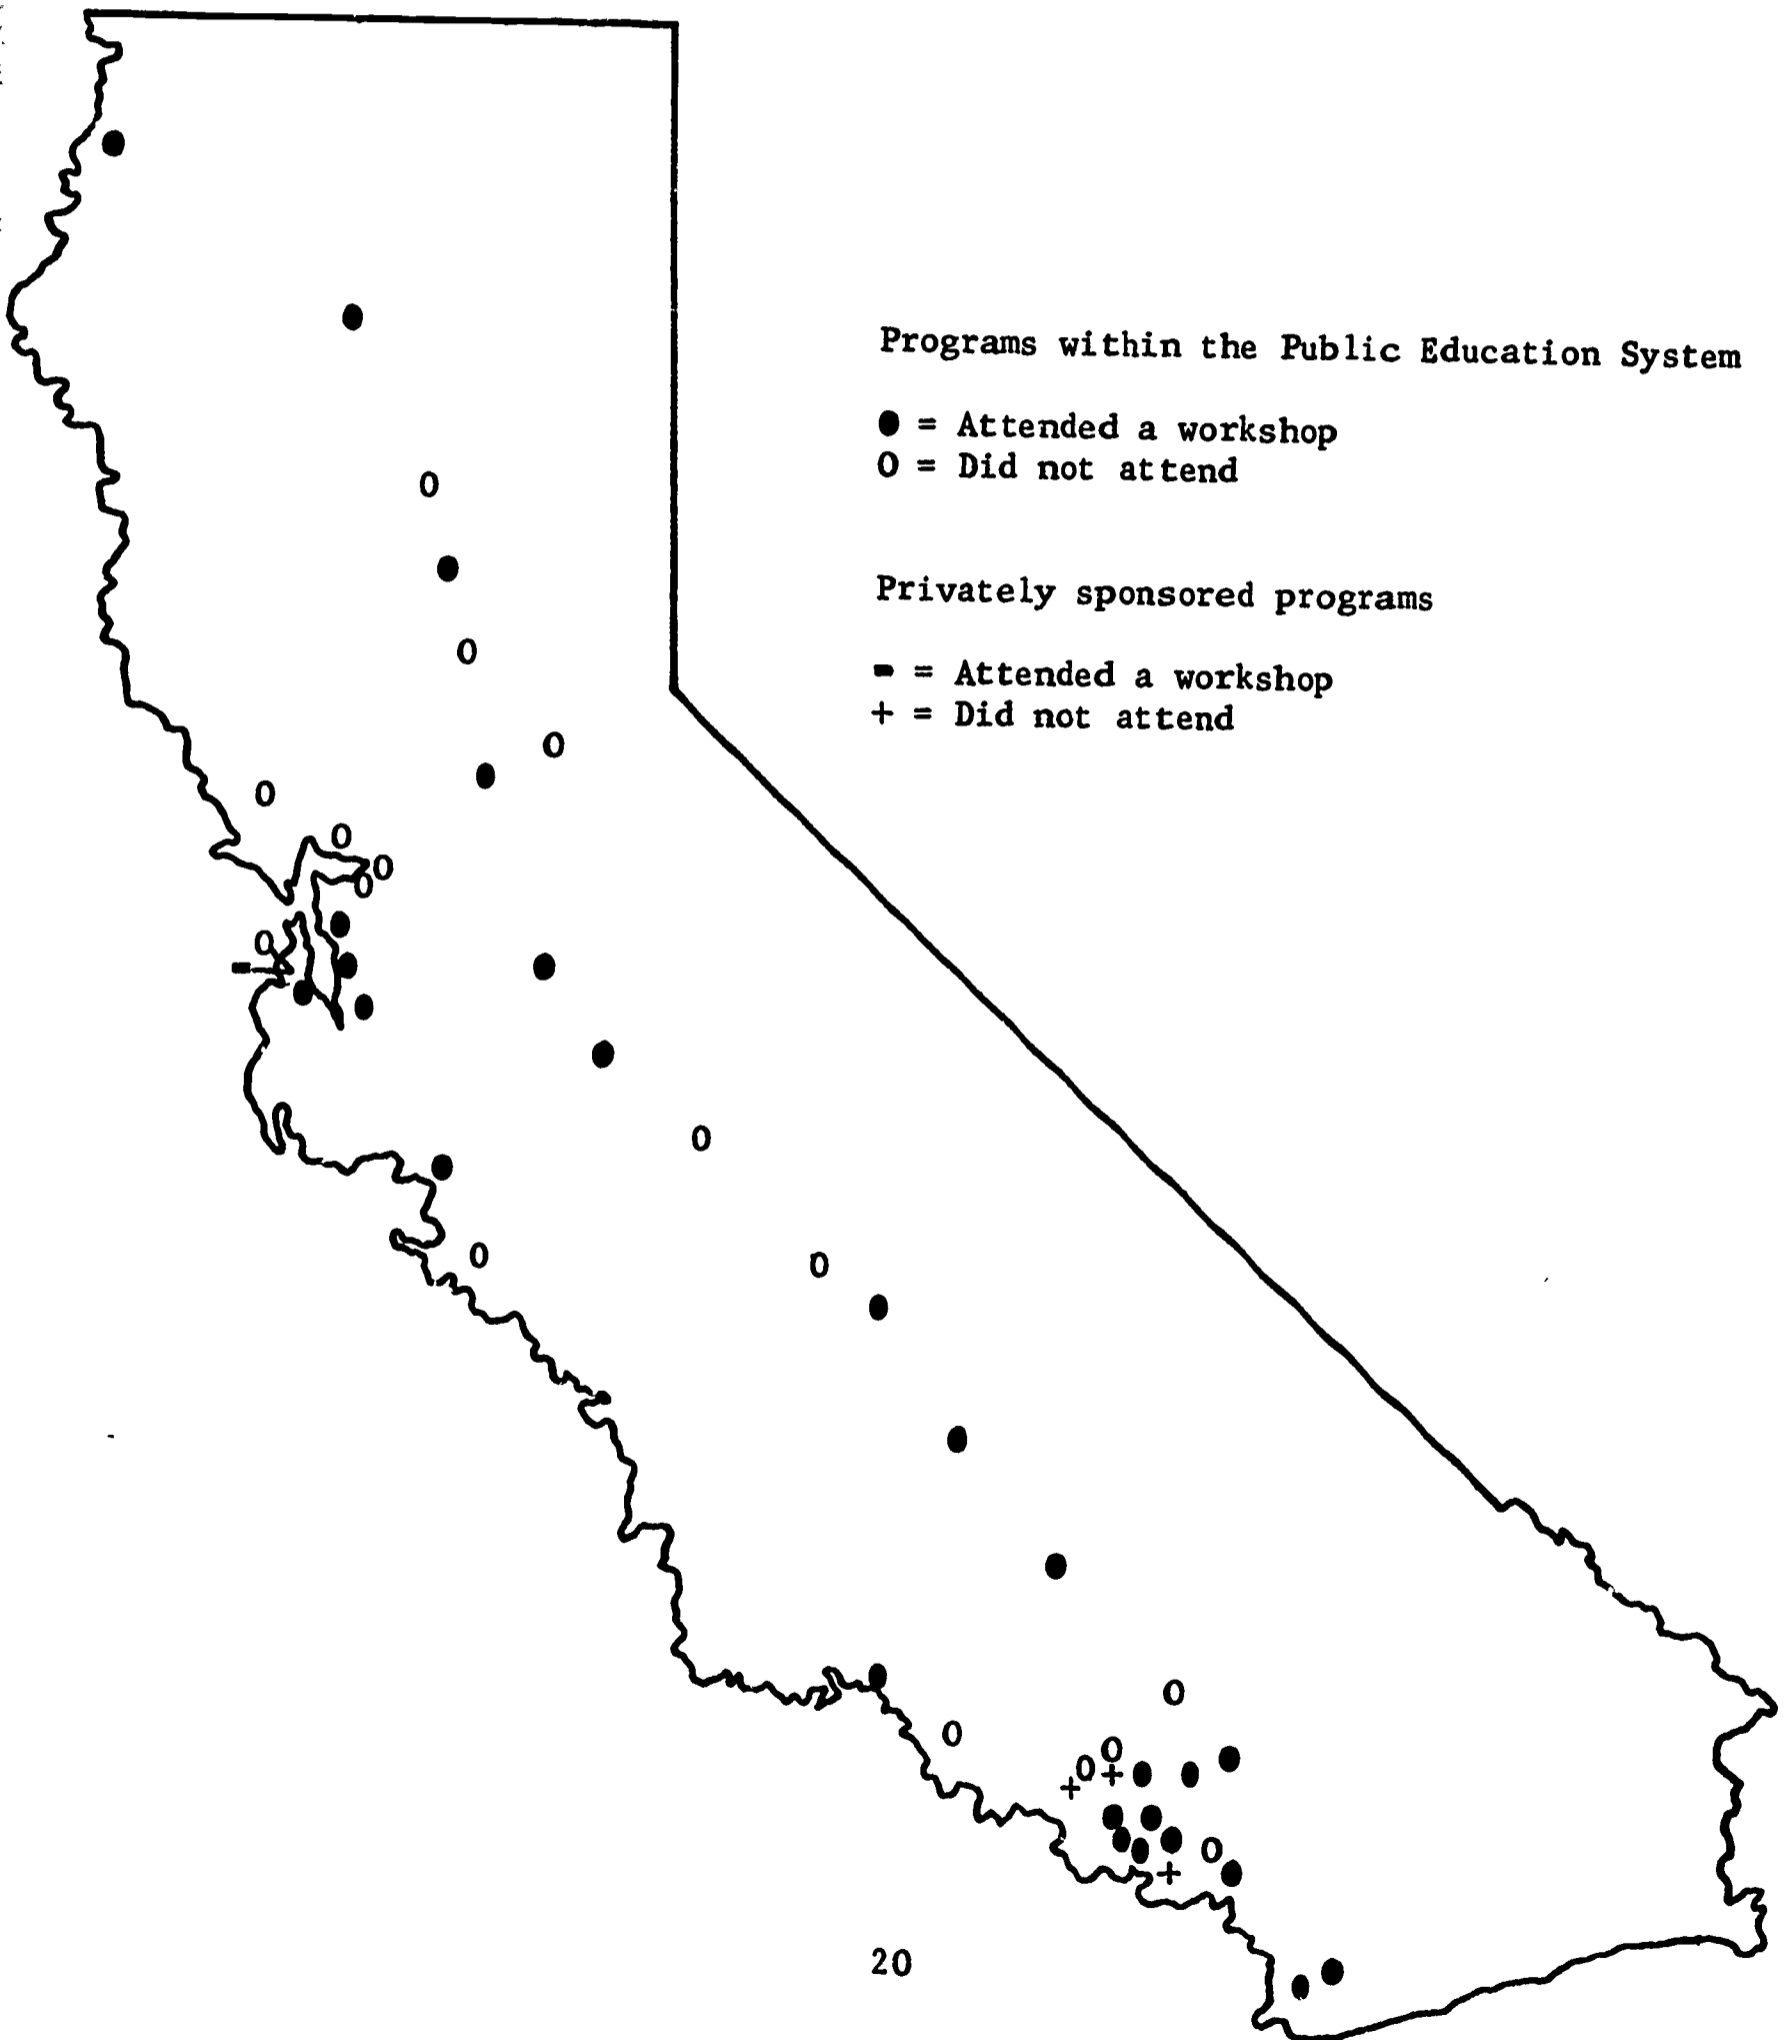 Programs within the Public Education System
● = Attended a workshop
O = Did not attend
Privately sponsored programs
- = Attended a workshop
+ = Did not attend
20